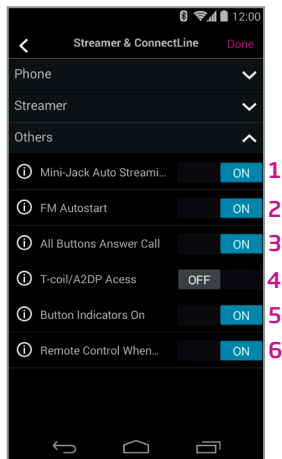 12:00
Streamer & ConnectLine Done
Phone
Streamer
Others
Mini-Jack Auto Streami... ON 1
FM Autostart ON 2
All Buttons Answer Call ON 3
T-coil/A2DP Acess OFF 4
Button Indicators On ON 5
Remote Control When... ON 6